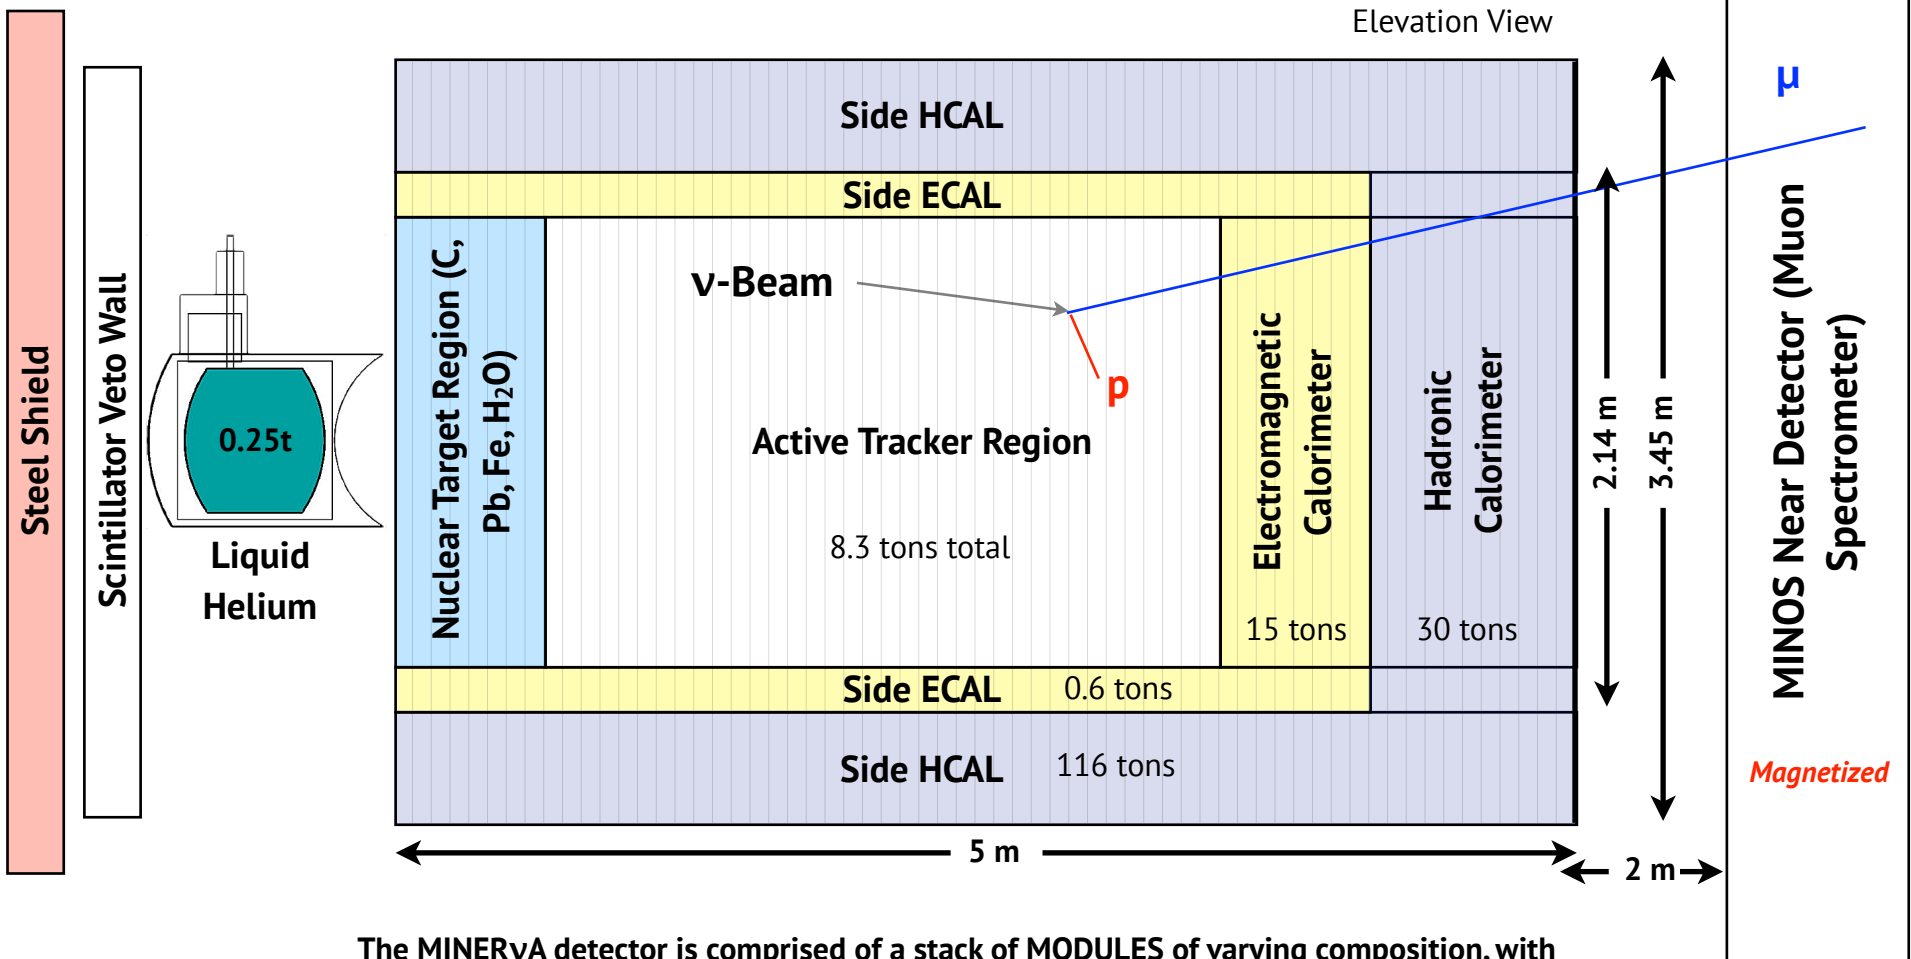 Elevation View
Steel Shield
Scintillator Veto Wall
0.25t
Liquid
Helium
Side HCAL
Side ECAL
Nuclear Target Region (C,
Pb, Fe, H₂O)
ν-Beam
p
μ
Active Tracker Region
8.3 tons total
Electromagnetic
Calorimeter
15 tons
Hadronic
Calorimeter
30 tons
Side ECAL 0.6 tons
Side HCAL 116 tons
2.14 m
3.45 m
5 m
2 m
MINOS Near Detector (Muon
Spectrometer)
Magnetized
The MINERνA detector is comprised of a stack of MODULES of varying composition, with